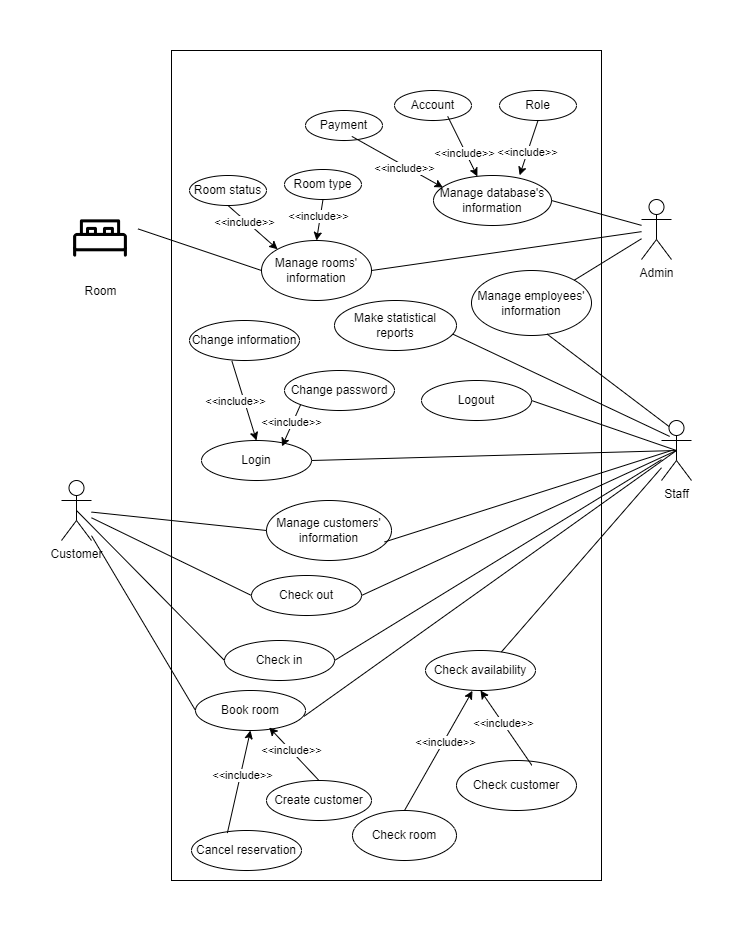 Account
Role
Payment
<<include>>
<<include>>
<<include>>
Room type
Room status
Manage database's
information
<<include>>
<<include>>
Manage rooms'
information
Admin
Room
Manage employees'
information
Make statistical
reports
Change information
Change password
Logout
<<include>>
<<include>>
Login
Staff
Manage customers'
information
Customer
Check out
Check in
Check availability
Book room
<<include>>
<<include>>
<<include>>
<<include>>
Check customer
Create customer
Check room
Cancel reservation